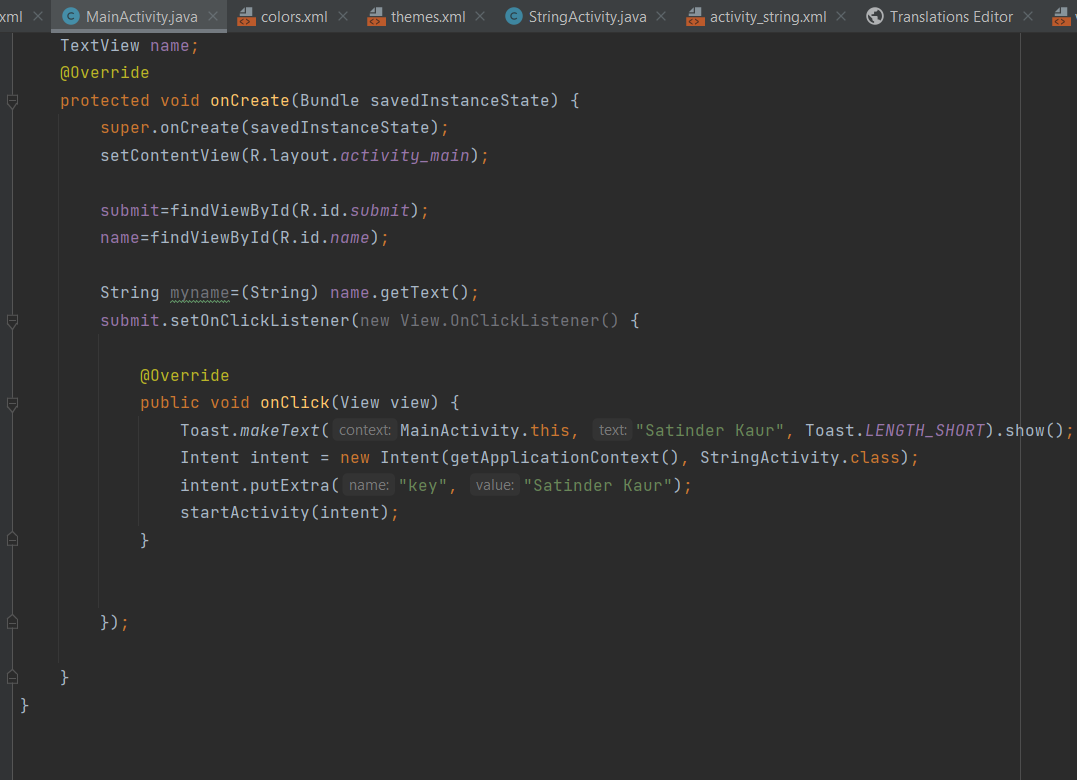 xml MainActivity.java colors.xml themes.xml StringActivity.java activity_string.xml Translations Editor
TextView name;
@Override
protected void onCreate(Bundle savedInstanceState) {
super.onCreate(savedInstanceState);
setContentView(R.layout.activity_main);
submit=findViewById(R.id.submit);
name=findViewById(R.id.name);
String myname=(String) name.getText();
submit.setOnClickListener(new View.OnClickListener() {
@Override
public void onClick(View view) {
Toast.makeText( context: MainActivity.this, text: "Satinder Kaur", Toast.LENGTH_SHORT).show();
Intent intent = new Intent(getApplicationContext(), StringActivity.class);
intent.putExtra( name: "key", value: "Satinder Kaur");
startActivity(intent);
}
});
}
}